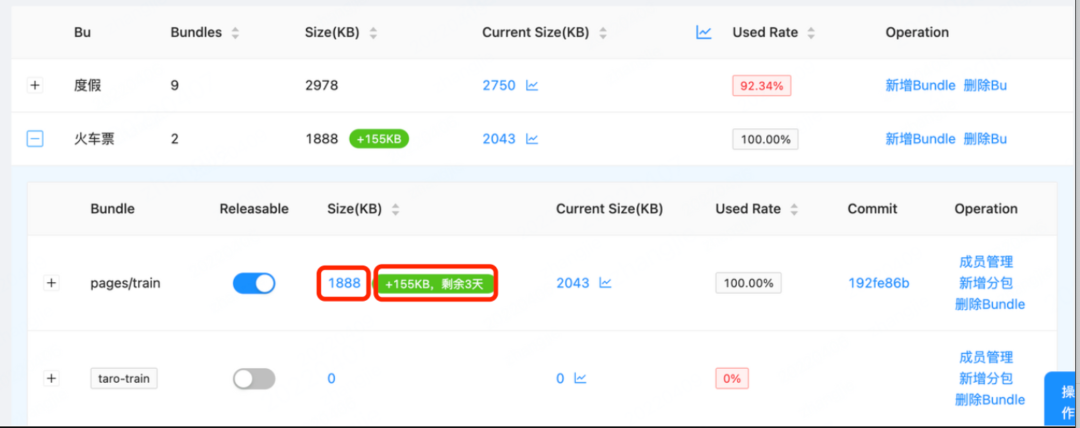 Bu Bundles Size(KB) Current Size(KB) Used Rate Operation
度假 9 2978 2750 92.34% 新增Bundle 删除Bu
火车票 2 1888 +155KB 2043 100.00% 新增Bundle 删除Bu
Bundle Releasable Size(KB) Current Size(KB) Used Rate Commit Operation
pages/train 1888 +155KB，剩余3天 2043 100.00% 192fe86b 成员管理
新增分包
删除Bundle
taro-train 0 0 0% 成员管理
新增分包
删除Bundle
操
作